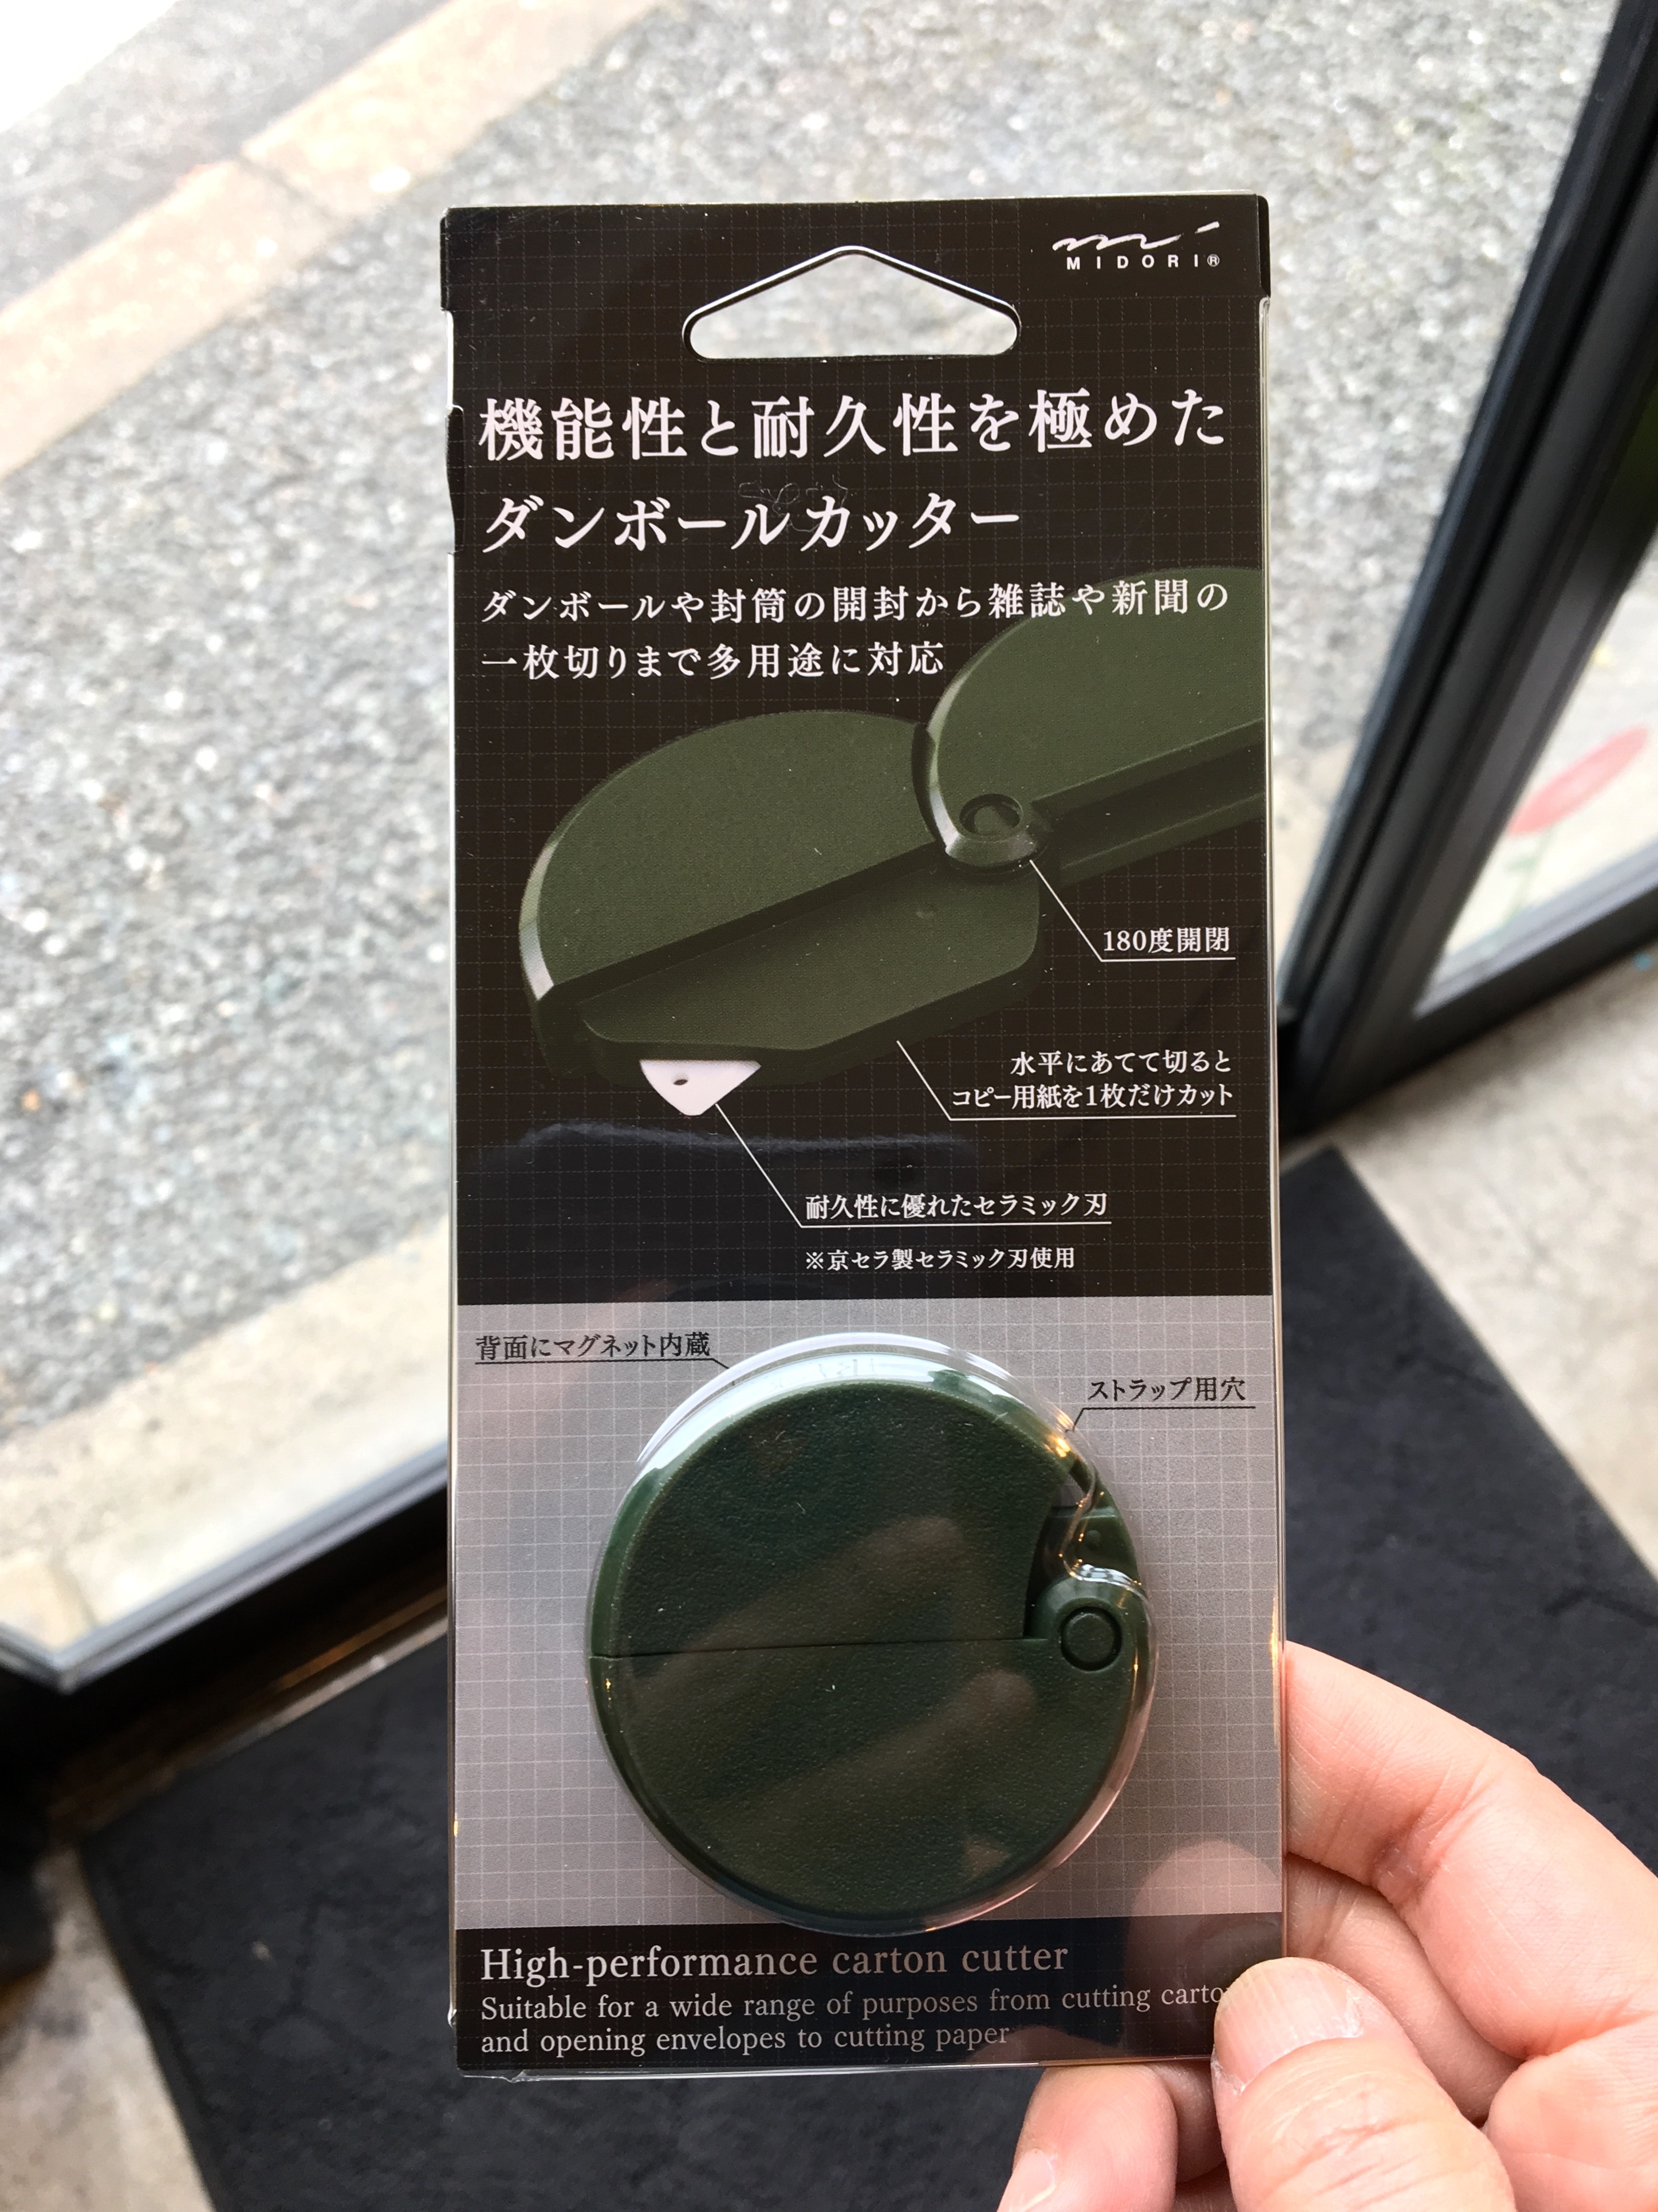 mi
MIDORI®
機能性と耐久性を極めた
ダンボールカッター
ダンボールや封筒の開封から雑誌や新聞の
一枚切りまで多用途に対応
180度開閉
水平にあてて切ると
コピー用紙を1枚だけカット
耐久性に優れたセラミック刃
※京セラ製セラミック刃使用
背面にマグネット内蔵
ストラップ用穴
High-performance carton cutter
Suitable for a wide range of purposes from cutting
and opening envelopes to cutting paper